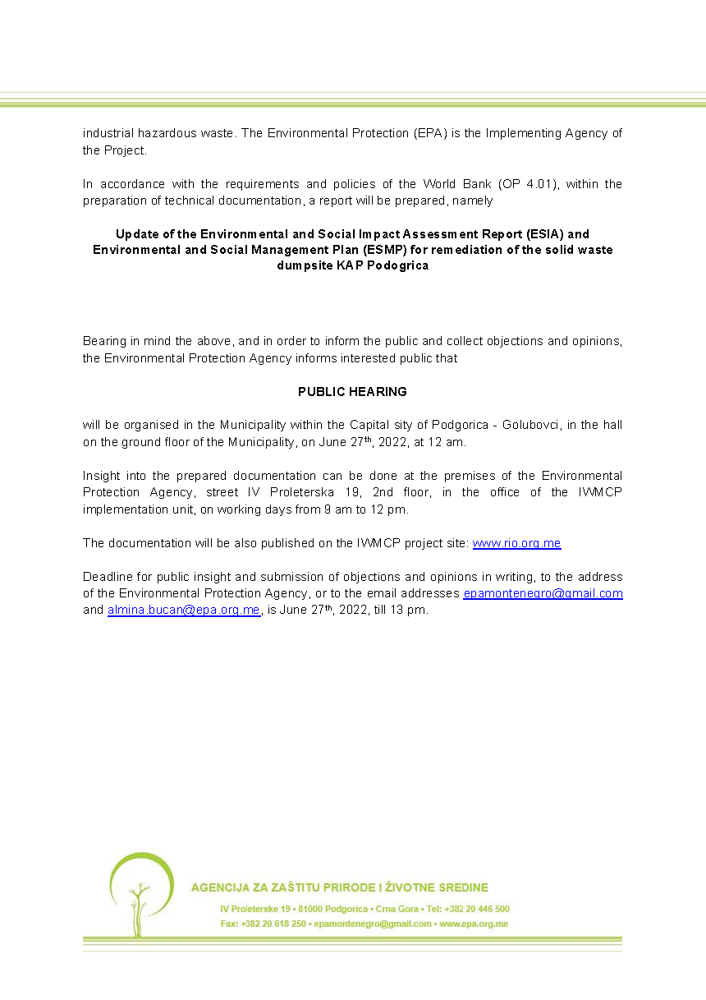 industrial hazardous waste. The Environmental Protection (EPA) is the Implementing Agency of
the Project.
In accordance with the requirements and policies of the World Bank (OP 4.01), within the
preparation of technical documentation, a report will be prepared, namely
Update of the Environmental and Social Impact Assessment Report (ESIA) and
Environmental and Social Management Plan (ESMP) for remediation of the solid waste
dumpsite KAP Podogrica
Bearing in mind the above, and in order to inform the public and collect objections and opinions,
the Environmental Protection Agency informs interested public that
PUBLIC HEARING
will be organised in the Municipality within the Capital sity of Podgorica - Golubovci, in the hall
on the ground floor of the Municipality, on June 27th, 2022, at 12 am.
Insight into the prepared documentation can be done at the premises of the Environmental
Protection Agency, street IV Proleterska 19, 2nd floor, in the office of the IWMCP
implementation unit, on working days from 9 am to 12 pm.
The documentation will be also published on the IWMCP project site: www.rio.org.me
Deadline for public insight and submission of objections and opinions in writing, to the address
of the Environmental Protection Agency, or to the email addresses epamontenegro@gmail.com
and almina.bucan@epa.org.me, is June 27th, 2022, till 13 pm.
AGENCIJA ZA ZAŠTITU PRIRODE I ŽIVOTNE SREDINE
IV Proleterske 19 • 81000 Podgorica • Crna Gora • Tel: +382 20 446 500
Fax: +382 20 618 250 • epamontenegro@gmail.com • www.epa.org.me